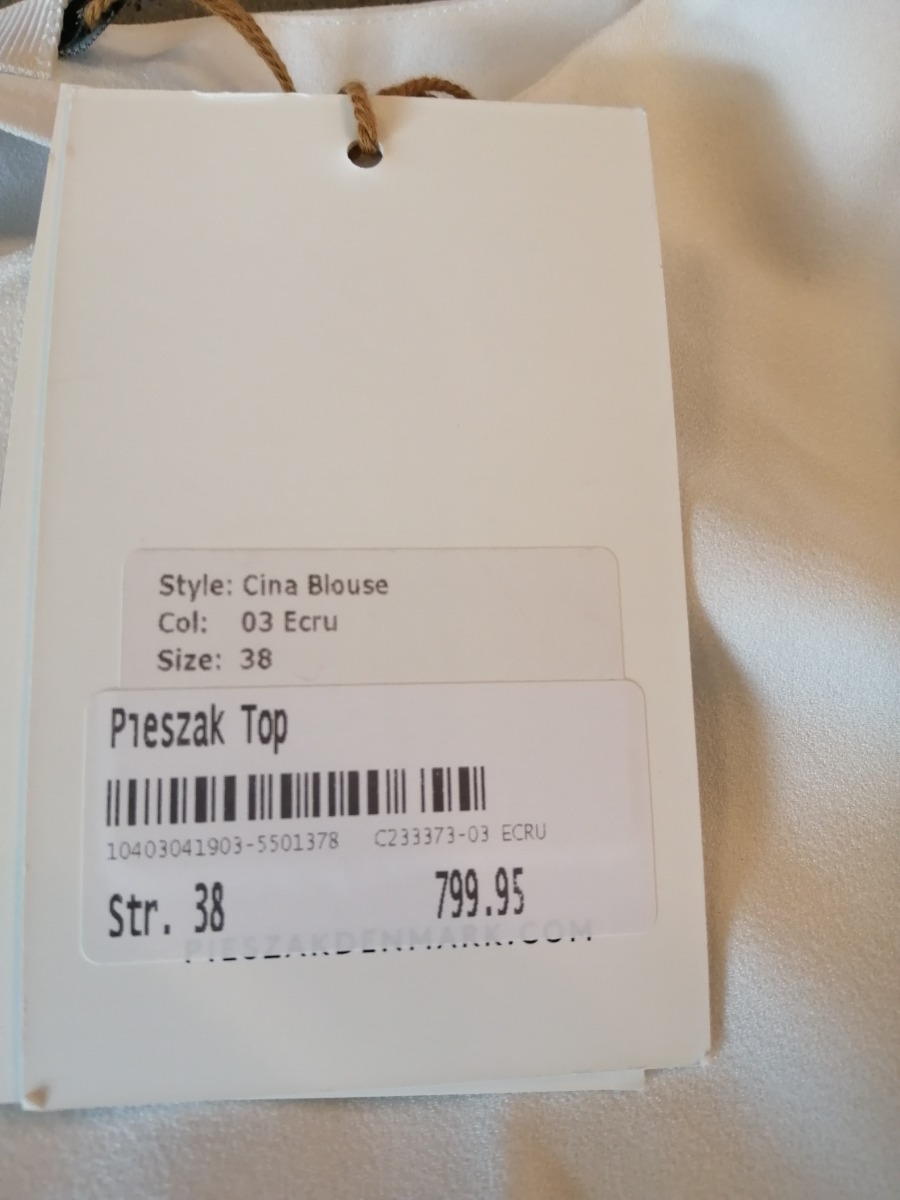 Style: Cina Blouse
Col: 03 Ecru
Size: 38
Pieszak Top
10403041903-5501378 C233373-03 ECRU
Str. 38 799.95
PIESZAKDENMARK.COM